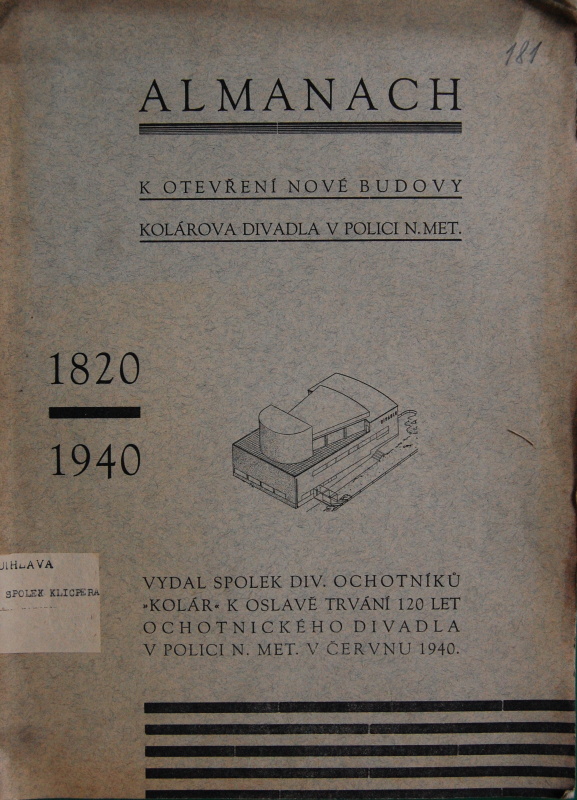 181
ALMANACH
K OTEVŘENÍ NOVÉ BUDOVY
KOLÁROVA DIVADLA V POLICI N. MET.
1820
1940
DIVADLO
JIHLAVA
SPOLEK KLICPERA
VYDAL SPOLEK DIV. OCHOTNÍKŮ
»KOLÁR« K OSLAVĚ TRVÁNÍ 120 LET
OCHOTNICKÉHO DIVADLA
V POLICI N. MET. V ČERVNU 1940.